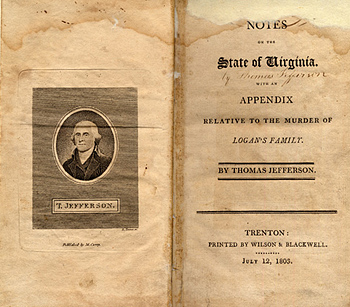 T. JEFFERSON.
Published by M. Carey
NOTES
ON THE
State of Virginia.
by Thomas Jefferson
WITH AN
APPENDIX
RELATIVE TO THE MURDER OF
LOGAN'S FAMILY.
BY THOMAS JEFFERSON.
TRENTON:
PRINTED BY WILSON & BLACKWELL.
JULY 12, 1803.